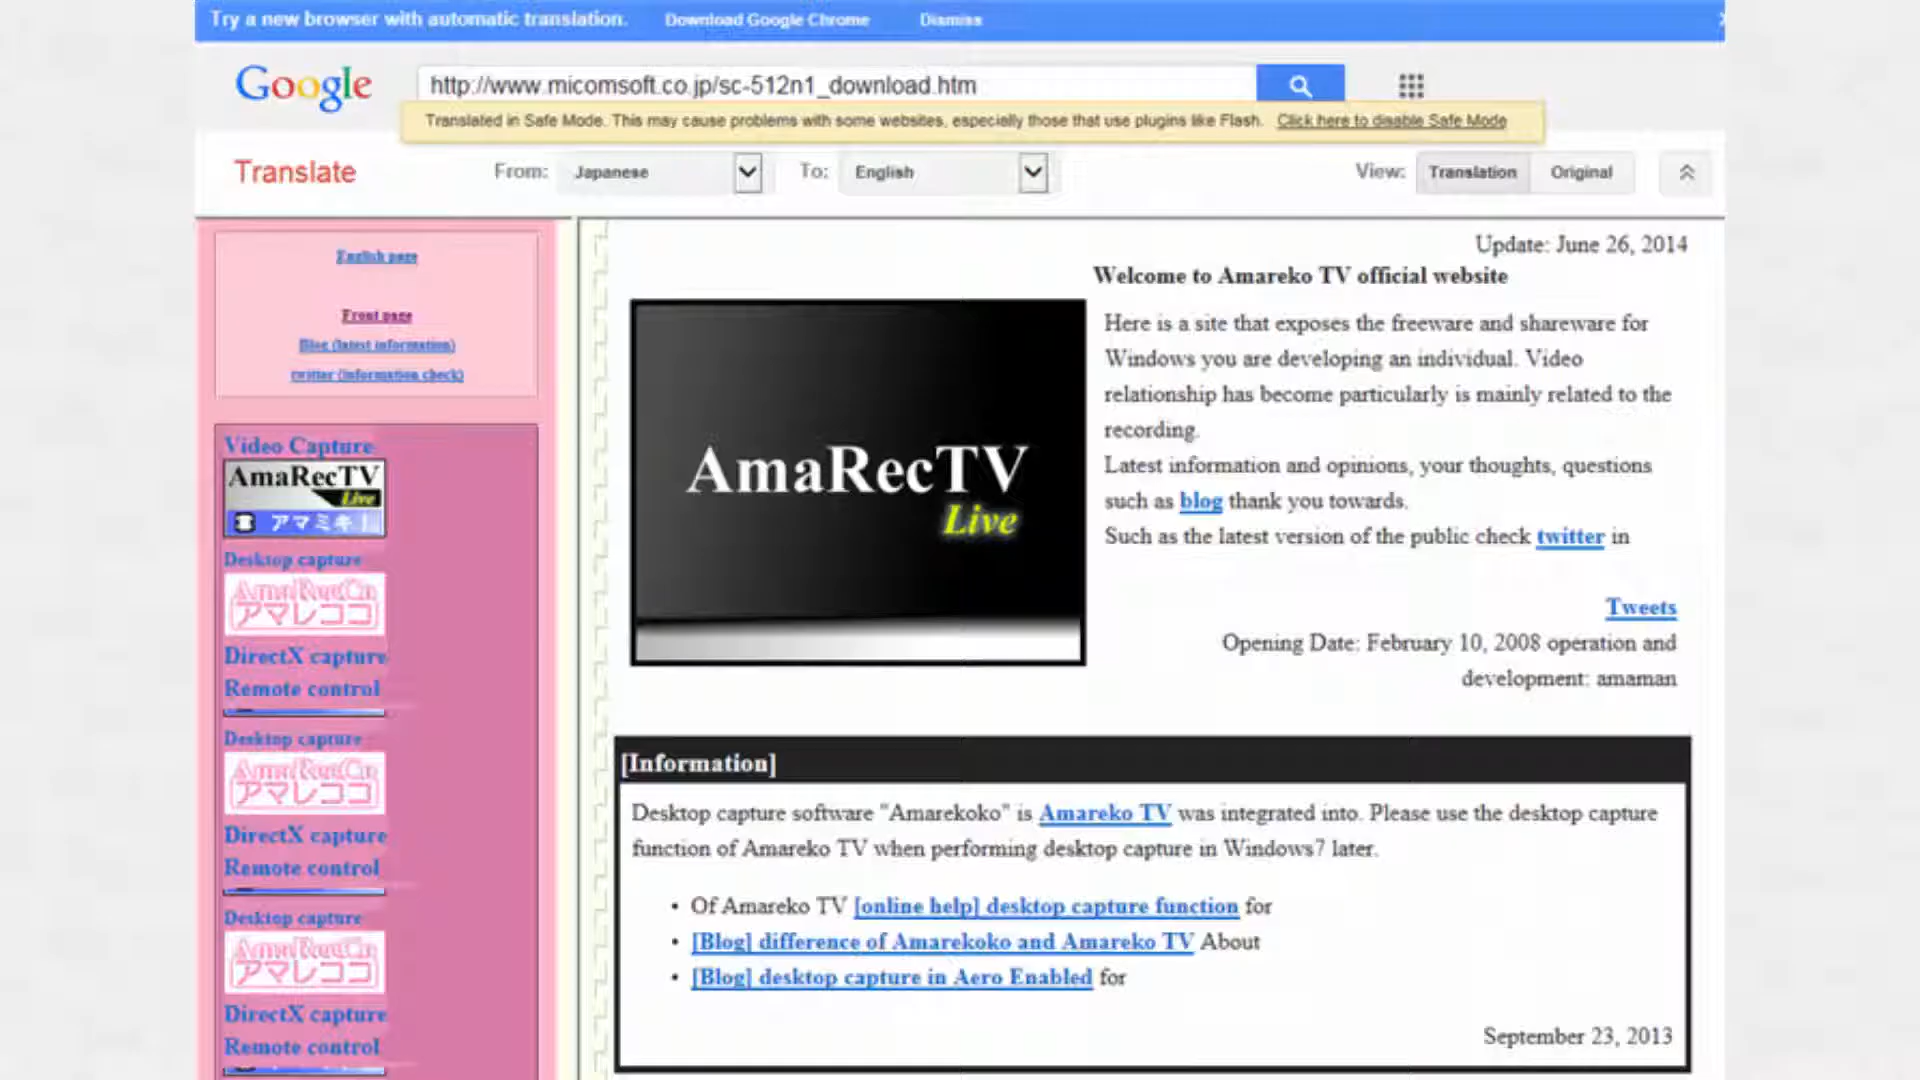 Try a new browser with automatic translation. Download Google Chrome Dismiss
Google http://www.micomsoft.co.jp/sc-512n1_download.htm
Translated in Safe Mode. This may cause problems with some websites, especially those that use plugins like Flash. Click here to disable Safe Mode
Translate From: Japanese To: English View: Translation Original
English page
Front page
Blog (latest information)
twitter (information check)
Video Capture
AmaRecTV
Live
アマミキ!
Desktop capture
AmaRecCo
アマレココ
DirectX capture
Remote control
Desktop capture
AmaRecCo
アマレココ
DirectX capture
Remote control
Desktop capture
AmaRecCo
アマレココ
DirectX capture
Remote control
Update: June 26, 2014
Welcome to Amareko TV official website
AmaRecTV
Live
Here is a site that exposes the freeware and shareware for
Windows you are developing an individual. Video
relationship has become particularly is mainly related to the
recording.
Latest information and opinions, your thoughts, questions
such as blog thank you towards.
Such as the latest version of the public check twitter in
Tweets
Opening Date: February 10, 2008 operation and
development: amaman
[Information]
Desktop capture software "Amarekoko" is Amareko TV was integrated into. Please use the desktop capture
function of Amareko TV when performing desktop capture in Windows7 later.
• Of Amareko TV [online help] desktop capture function for
• [Blog] difference of Amarekoko and Amareko TV About
• [Blog] desktop capture in Aero Enabled for
September 23, 2013